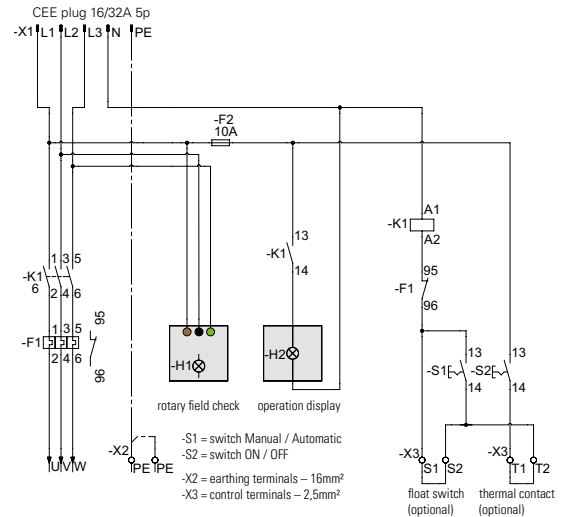 CEE plug 16/32A 5p
-X1 L1 L2 L3 N PE
-F2
10A
A1
-K1
A2
13
-K1
14
1 3 5
-K1
6
2 4 6
95
-F1
96
95
1 3 5
-F1
2 4 6
96
-H1
-H2
13
-S1
14
13
-S2
14
rotary field check
operation display
-S1 = switch Manual / Automatic
-S2 = switch ON / OFF
-X2 = earthing terminals – 16mm²
-X3 = control terminals – 2,5mm²
U V W
-X2
PE PE
-X3
S1 S2
-X3
T1 T2
float switch
(optional)
thermal contact
(optional)